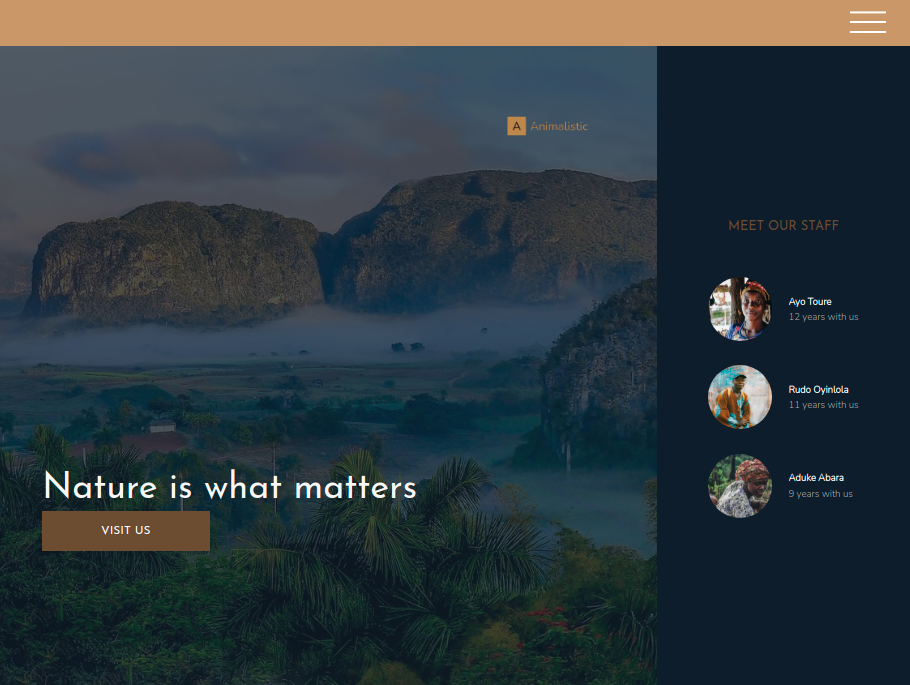 A Animalistic
MEET OUR STAFF
Ayo Toure
12 years with us
Rudo Oyinlola
11 years with us
Aduke Abara
9 years with us
Nature is what matters
VISIT US